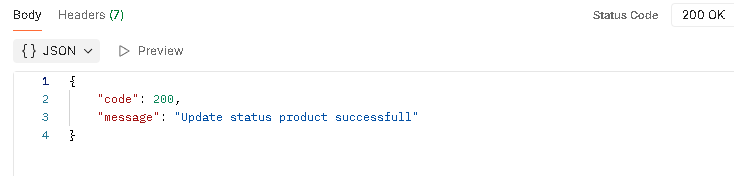 Body Headers (7) Status Code 200 OK
{} JSON Preview
1 {
2 "code": 200,
3 "message": "Update status product successfull"
4 }